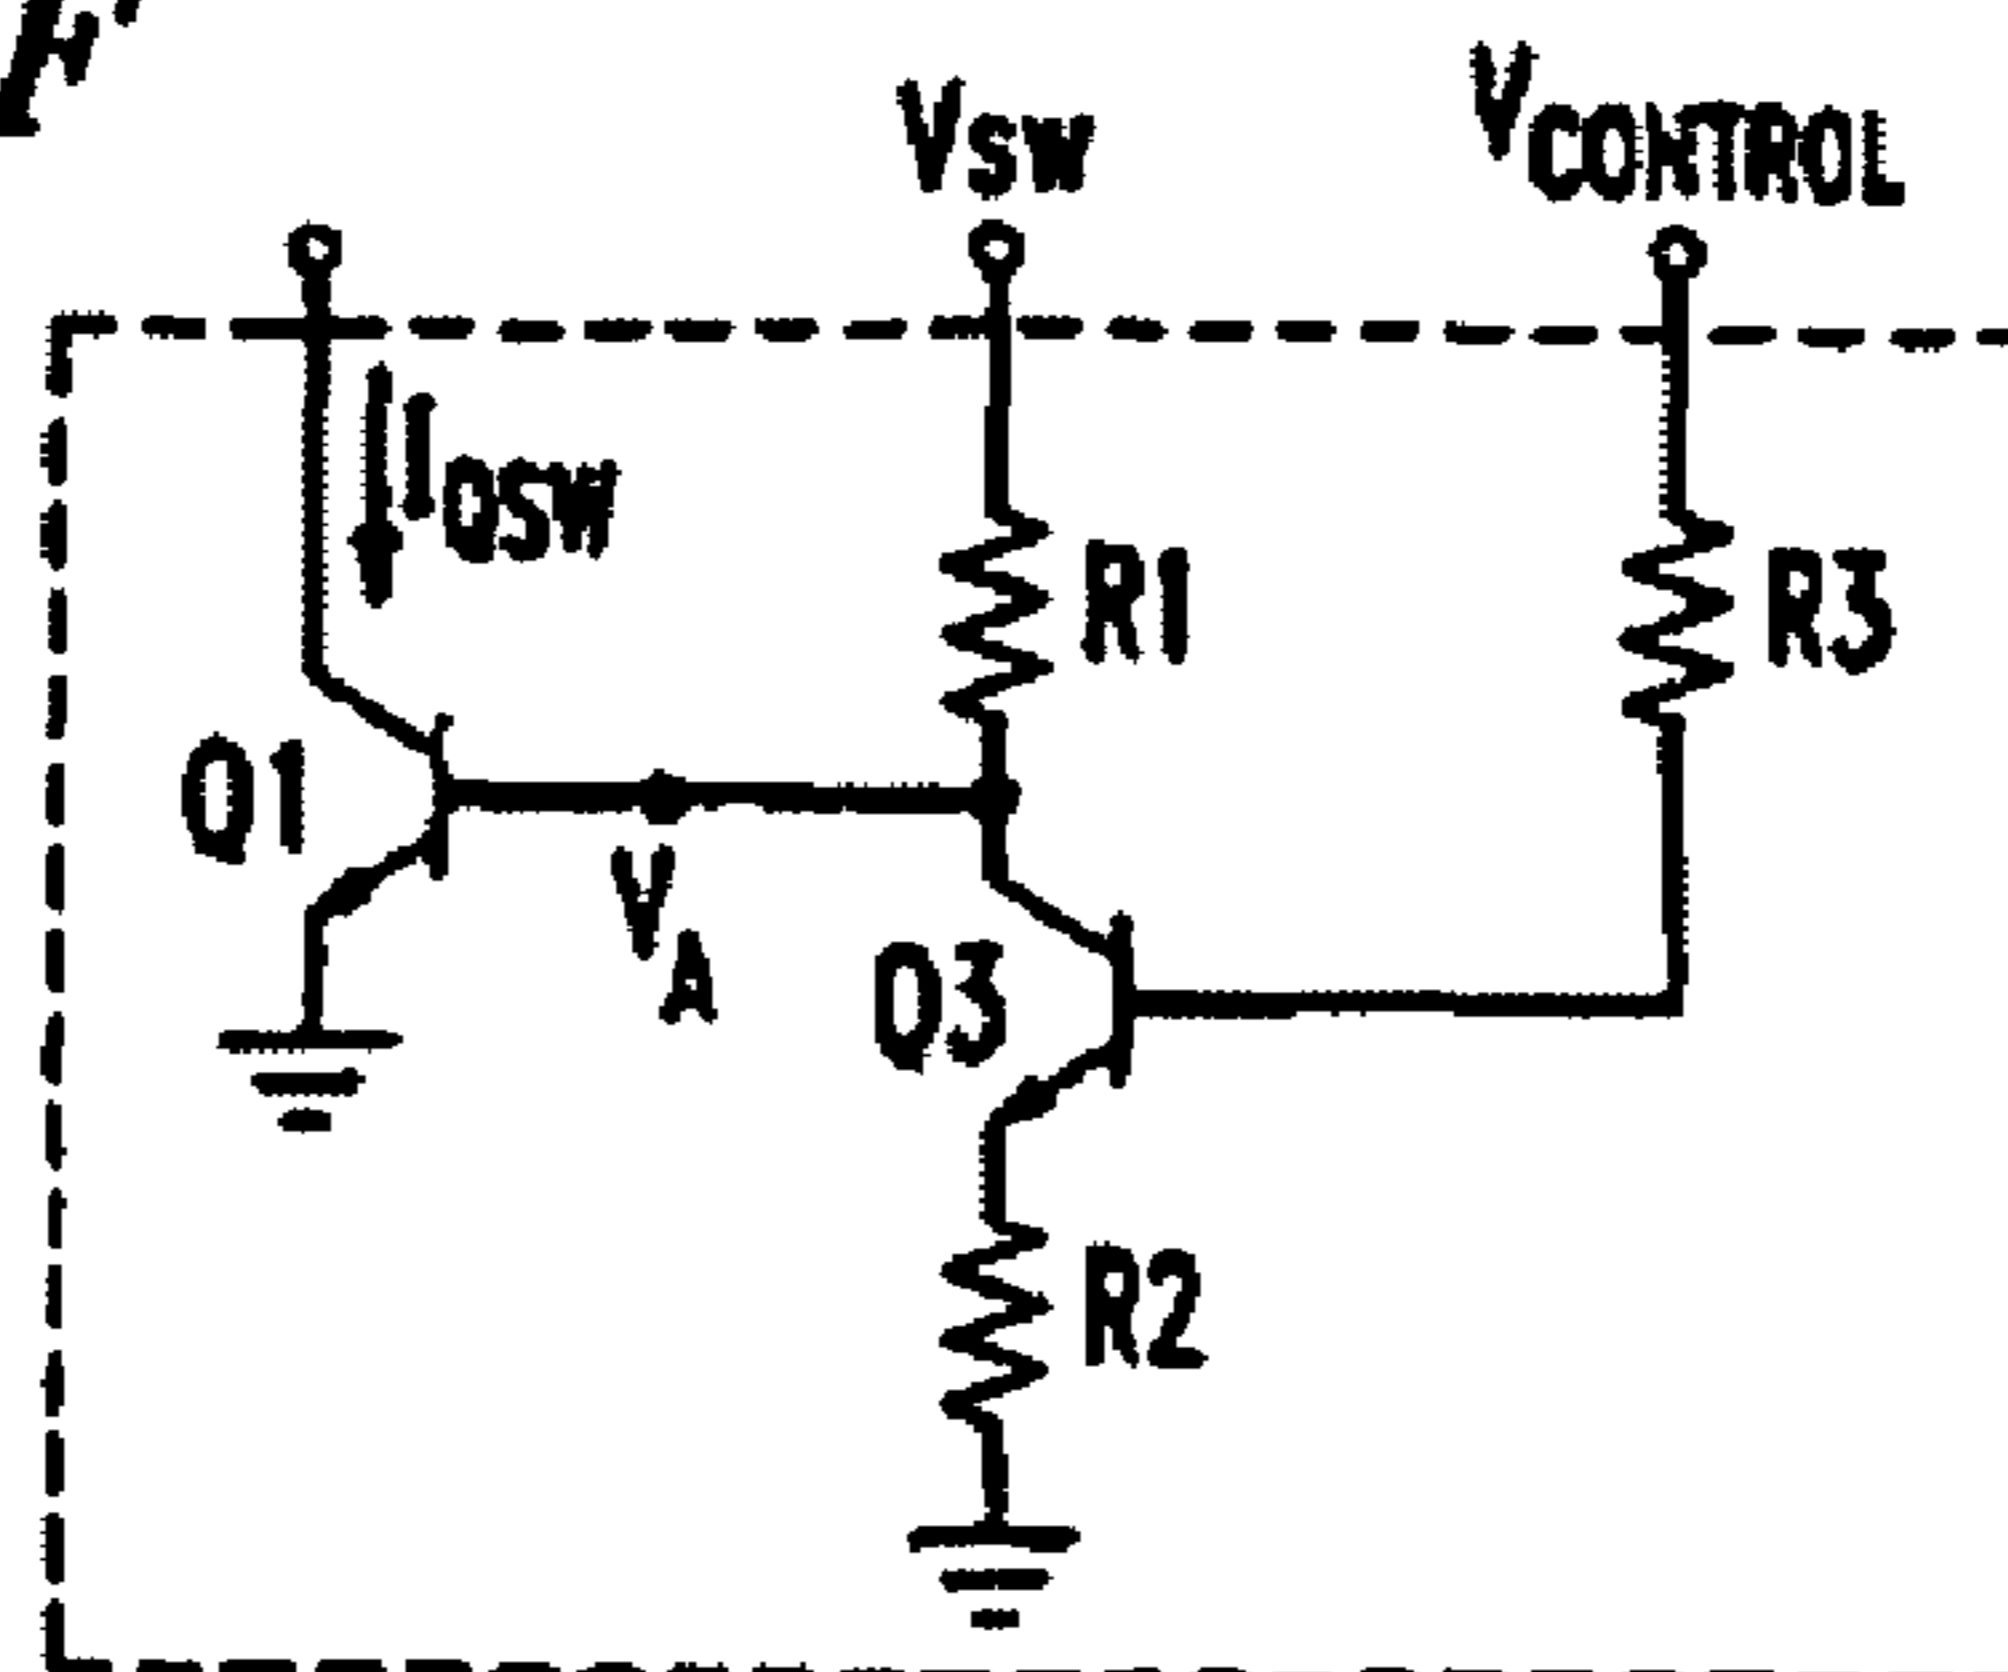 VSW
VCONTROL
IQSW
R1
R3
Q1
VA
Q3
R2